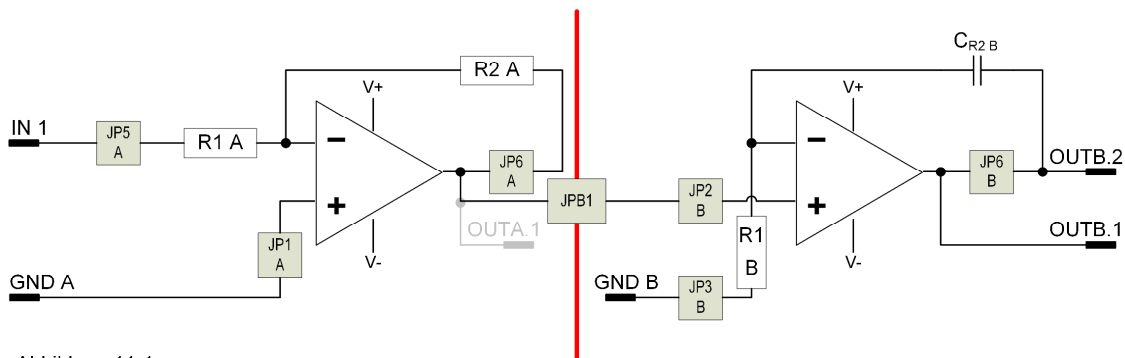 C_R2 B
R2 A
V+
V+
IN 1
JP5
A
R1 A
−
−
JP6
A
JP6
B
OUTB.2
JPB1
JP2
B
+
+
OUTA.1
R1
B
OUTB.1
JP1
A
V-
V-
GND A
GND B
JP3
B